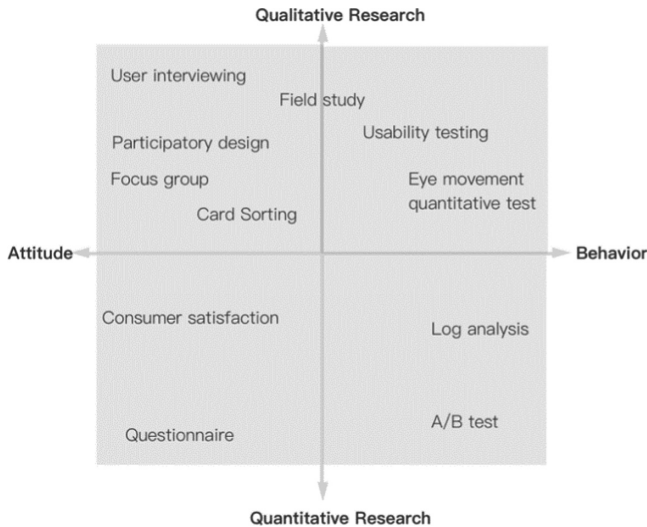 Qualitative Research
User interviewing
Field study
Usability testing
Participatory design
Focus group
Eye movement
quantitative test
Card Sorting
Attitude
Behavior
Consumer satisfaction
Log analysis
A/B test
Questionnaire
Quantitative Research